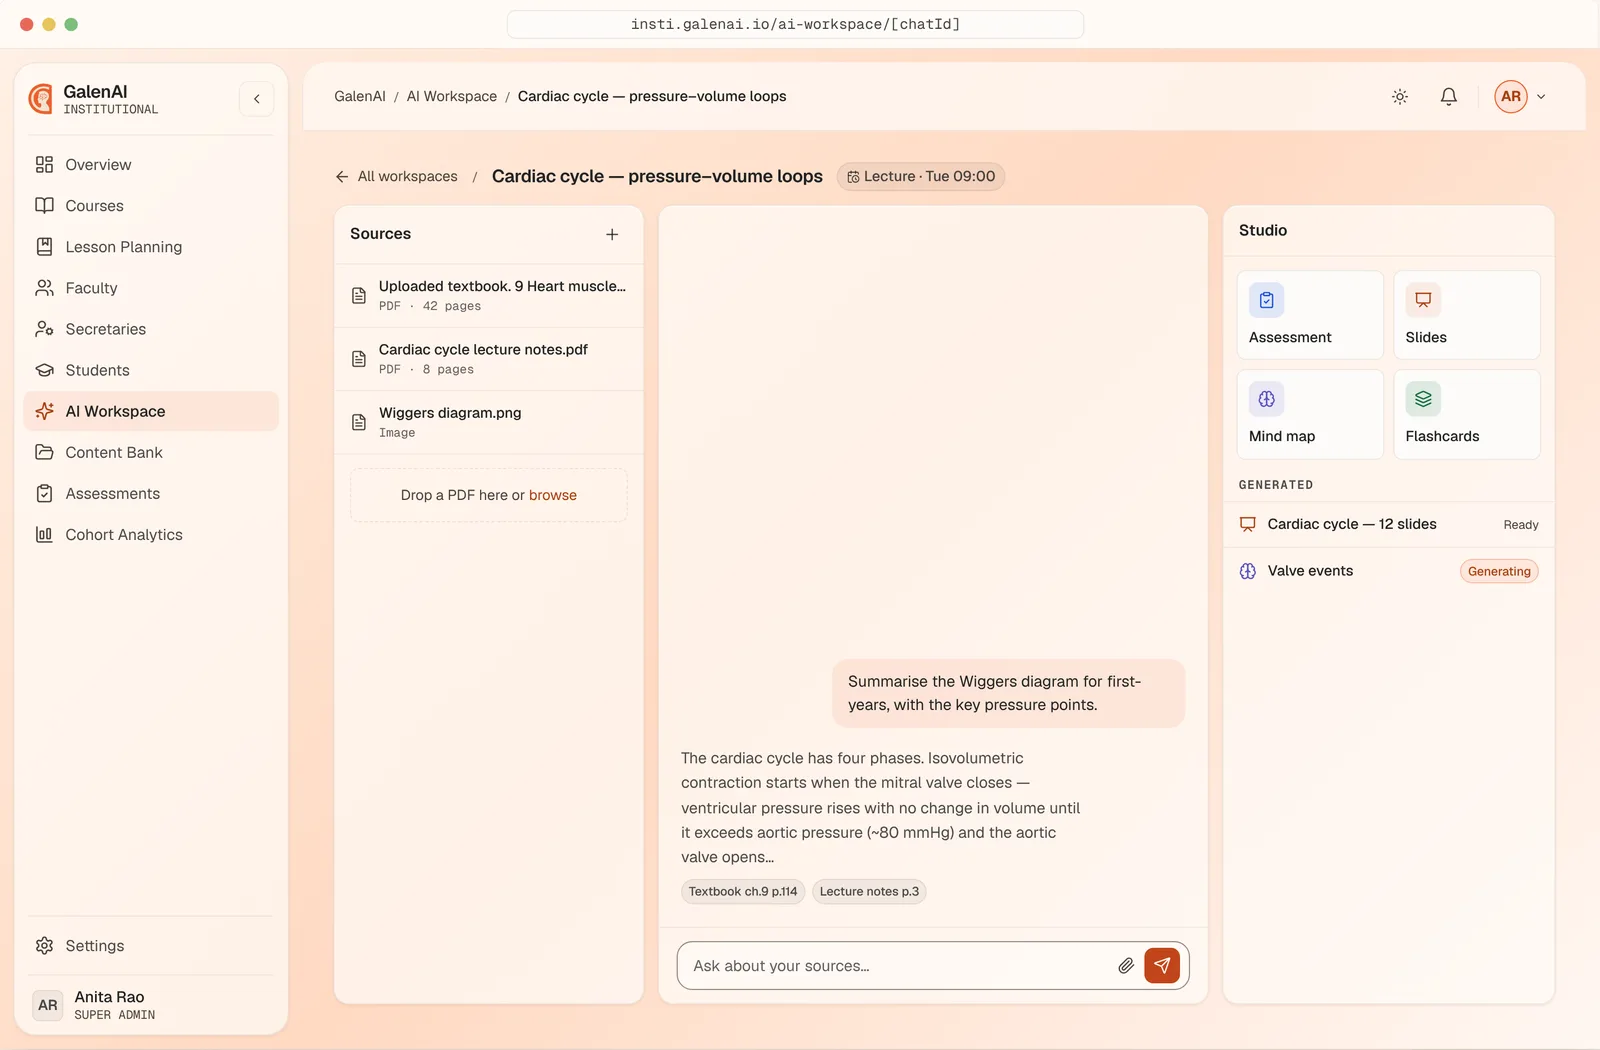 insti.galenai.io/ai-workspace/[chatId]
GalenAI
INSTITUTIONAL
Overview
Courses
Lesson Planning
Faculty
Secretaries
Students
AI Workspace
Content Bank
Assessments
Cohort Analytics
Settings
AR
Anita Rao
SUPER ADMIN
GalenAI / AI Workspace / Cardiac cycle — pressure–volume loops
AR
All workspaces / Cardiac cycle — pressure–volume loops
Lecture · Tue 09:00
Sources
Uploaded textbook. 9 Heart muscle...
PDF · 42 pages
Cardiac cycle lecture notes.pdf
PDF · 8 pages
Wiggers diagram.png
Image
Drop a PDF here or browse
Summarise the Wiggers diagram for first-
years, with the key pressure points.
The cardiac cycle has four phases. Isovolumetric
contraction starts when the mitral valve closes —
ventricular pressure rises with no change in volume until
it exceeds aortic pressure (~80 mmHg) and the aortic
valve opens...
Textbook ch.9 p.114
Lecture notes p.3
Ask about your sources...
Studio
Assessment
Slides
Mind map
Flashcards
GENERATED
Cardiac cycle — 12 slides
Ready
Valve events
Generating